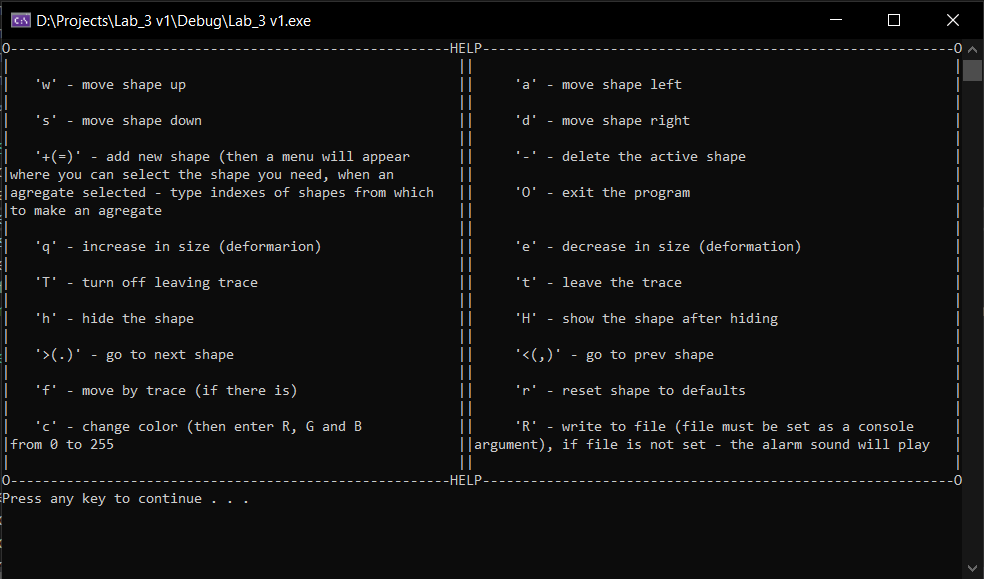 D:\Projects\Lab_3 v1\Debug\Lab_3 v1.exe
O-------------------------------------------------------HELP-----------------------------------------------------------O
'w' - move shape up || 'a' - move shape left
's' - move shape down || 'd' - move shape right
'+(=)' - add new shape (then a menu will appear || '-' - delete the active shape
where you can select the shape you need, when an
agregate selected - type indexes of shapes from which || 'O' - exit the program
to make an agregate
'q' - increase in size (deformarion) || 'e' - decrease in size (deformation)
'T' - turn off leaving trace || 't' - leave the trace
'h' - hide the shape || 'H' - show the shape after hiding
'>(.)' - go to next shape || '<(,)' - go to prev shape
'f' - move by trace (if there is) || 'r' - reset shape to defaults
'c' - change color (then enter R, G and B || 'R' - write to file (file must be set as a console
from 0 to 255 ||argument), if file is not set - the alarm sound will play
O-------------------------------------------------------HELP-----------------------------------------------------------O
Press any key to continue . . .